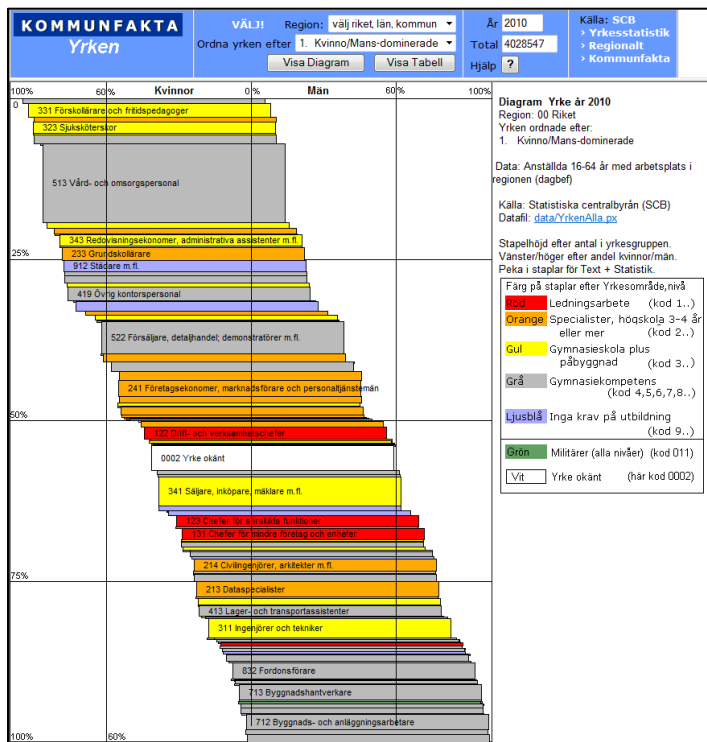 KOMMUNFAKTA
Yrken
VÄLJ! Region: välj riket, län, kommun
Ordna yrken efter 1. Kvinno/Mans-dominerade
Visa Diagram Visa Tabell
År 2010
Total 4028547
Hjälp ?
Källa: SCB
› Yrkesstatistik
› Regionalt
› Kommunfakta
100% 60% Kvinnor 0 Män 60% 100%
0
331 Förskollärare och fritidspedagoger
323 Sjuksköterskor
513 Vård- och omsorgspersonal
343 Redovisningsekonomer, administrativa assistenter m.fl.
233 Grundskollärare
25%
912 Städare m.fl.
419 Övrig kontorspersonal
522 Försäljare, detaljhandel; demonstratörer m.fl.
241 Företagsekonomer, marknadsförare och personaltjänstemän
50%
122 Drift- och verksamhetschefer
0002 Yrke okänt
341 Säljare, inköpare, mäklare m.fl.
123 Chefer för särskilda funktioner
131 Chefer för mindre företag och enheter
214 Civilingenjörer, arkitekter m.fl.
75%
213 Dataspecialister
413 Lager- och transportassistenter
311 Ingenjörer och tekniker
832 Fordonsförare
713 Byggnadshantverkare
712 Byggnads- och anläggningsarbetare
100% 60%
Diagram Yrke år 2010
Region: 00 Riket
Yrken ordnade efter:
1. Kvinno/Mans-dominerade
Data: Anställda 16-64 år med arbetsplats i
regionen (dagbef)
Källa: Statistiska centralbyrån (SCB)
Datafil: data/YrkenAlla.px
Stapelhöjd efter antal i yrkesgruppen.
Vänster/höger efter andel kvinnor/män.
Peka i staplar för Text + Statistik.
Färg på staplar efter Yrkesområde,nivå
Röd Ledningsarbete (kod 1..)
Orange Specialister, högskola 3-4 år
eller mer (kod 2..)
Gul Gymnasieskola plus
påbyggnad (kod 3..)
Grå Gymnasiekompetens
(kod 4,5,6,7,8..)
Ljusblå Inga krav på utbildning
(kod 9..)
Grön Militärer (alla nivåer) (kod 011)
Vit Yrke okänt (här kod 0002)